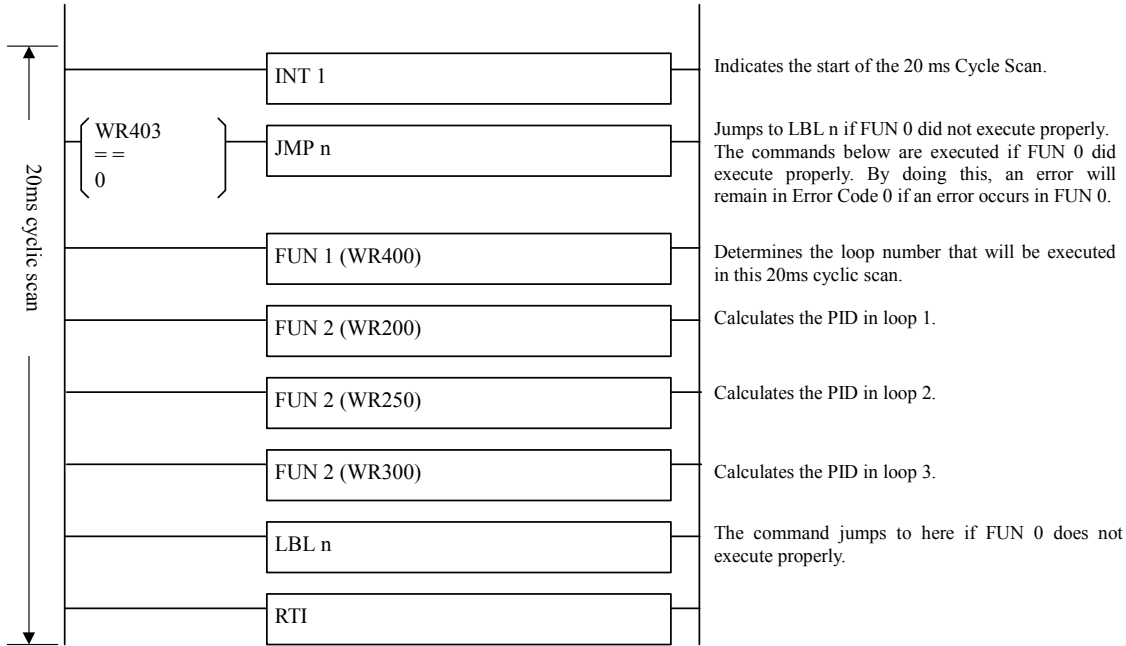 INT 1
Indicates the start of the 20 ms Cycle Scan.
WR403
= =
0
JMP n
Jumps to LBL n if FUN 0 did not execute properly.
The commands below are executed if FUN 0 did
execute properly. By doing this, an error will
remain in Error Code 0 if an error occurs in FUN 0.
20ms cyclic scan
FUN 1 (WR400)
Determines the loop number that will be executed
in this 20ms cyclic scan.
FUN 2 (WR200)
Calculates the PID in loop 1.
FUN 2 (WR250)
Calculates the PID in loop 2.
FUN 2 (WR300)
Calculates the PID in loop 3.
LBL n
The command jumps to here if FUN 0 does not
execute properly.
RTI